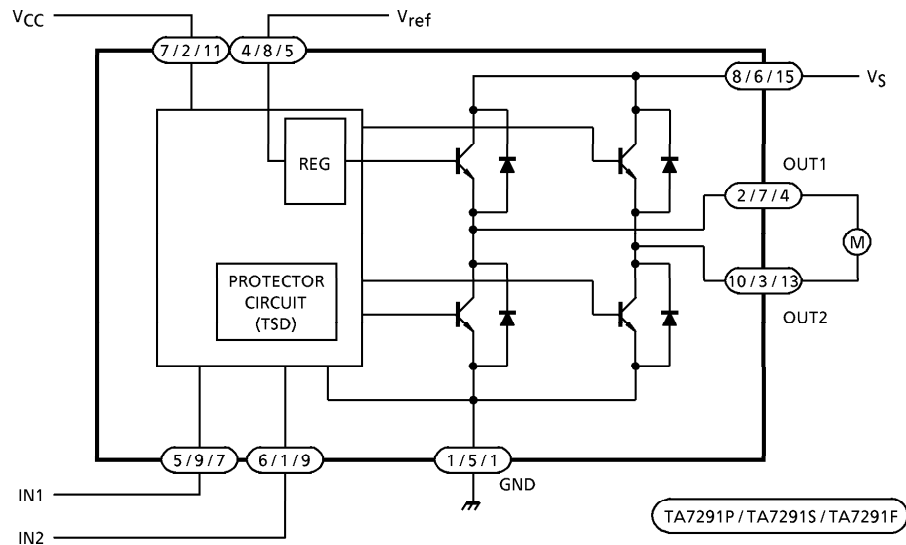 VCC
Vref
7 / 2 / 11
4 / 8 / 5
8 / 6 / 15
VS
REG
OUT1
2 / 7 / 4
M
PROTECTOR
CIRCUIT
(TSD)
10 / 3 / 13
OUT2
5 / 9 / 7
6 / 1 / 9
1 / 5 / 1
GND
IN1
IN2
TA7291P / TA7291S / TA7291F